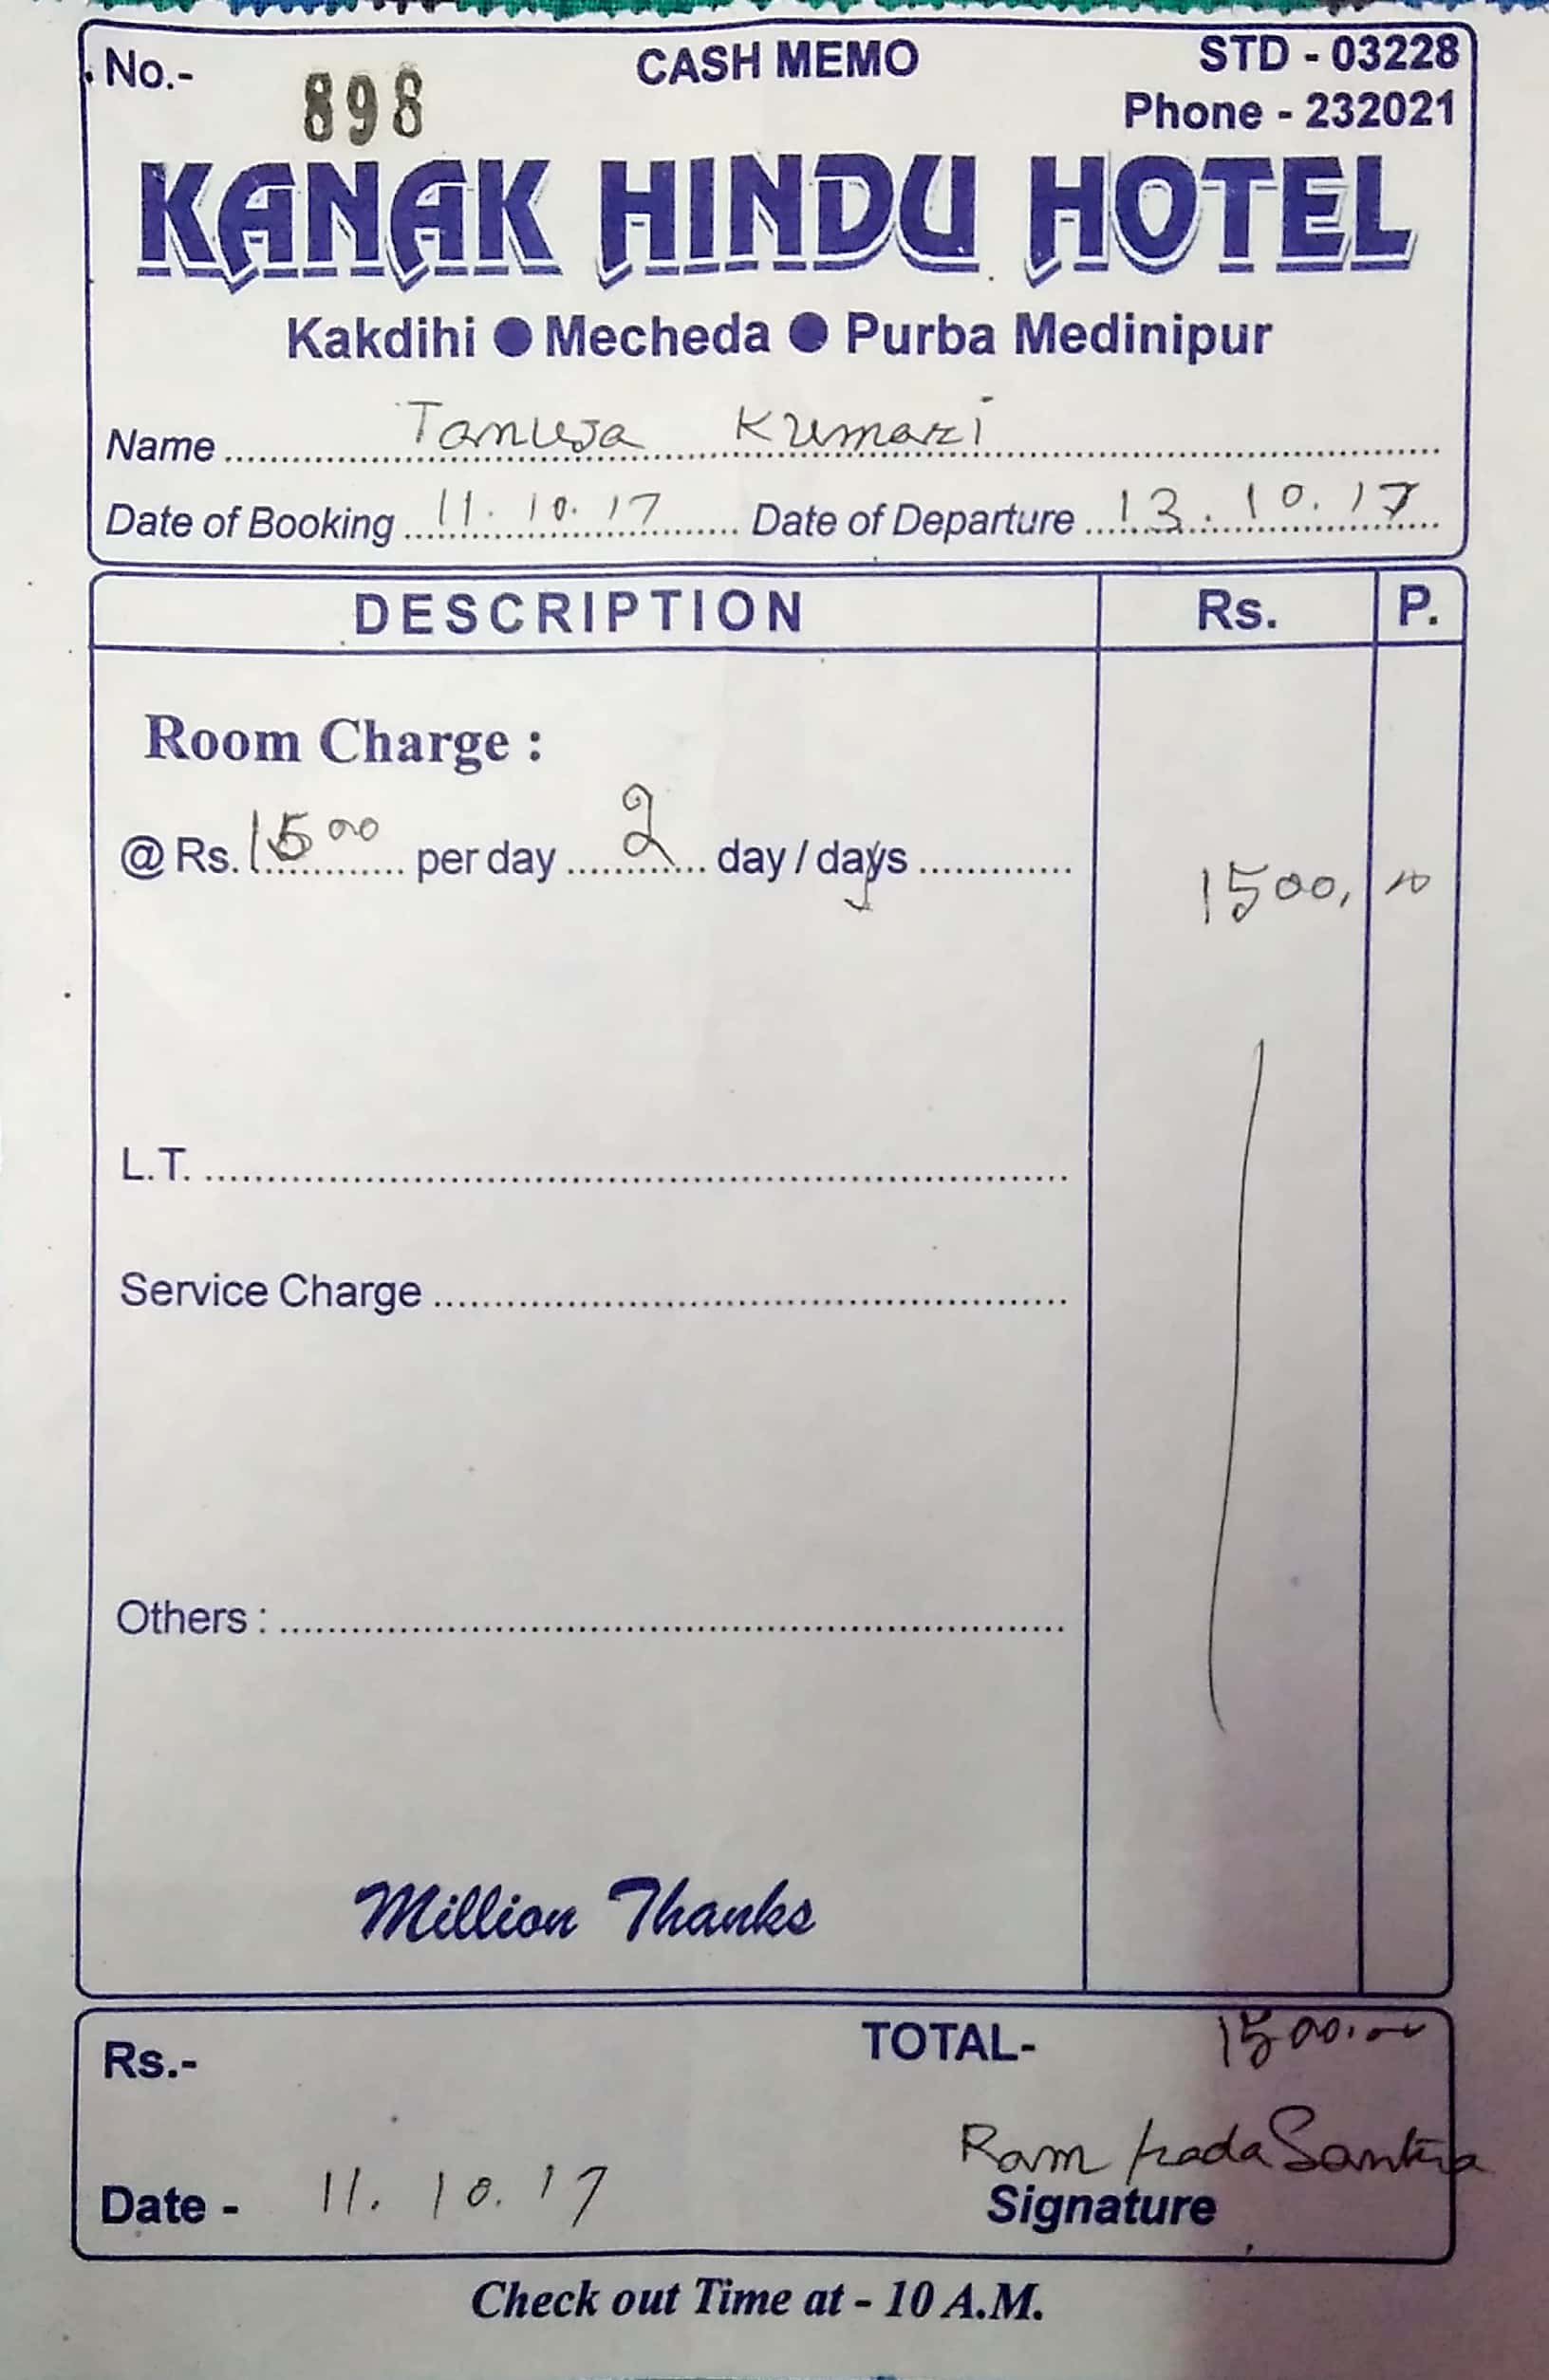 No.- 898 CASH MEMO STD - 03228
Phone - 232021
KANAK HINDU HOTEL
Kakdihi ● Mecheda ● Purba Medinipur
Name Tanuja Kumari
Date of Booking 11.10.17 Date of Departure 13.10.17
DESCRIPTION Rs. P.
Room Charge :
@ Rs. 1500 per day 2 day / days 1500, 00
L.T.
Service Charge
Others :
Million Thanks
Rs.- TOTAL- 1500.00
Ram pada Santra
Date - 11.10.17 Signature
Check out Time at - 10 A.M.